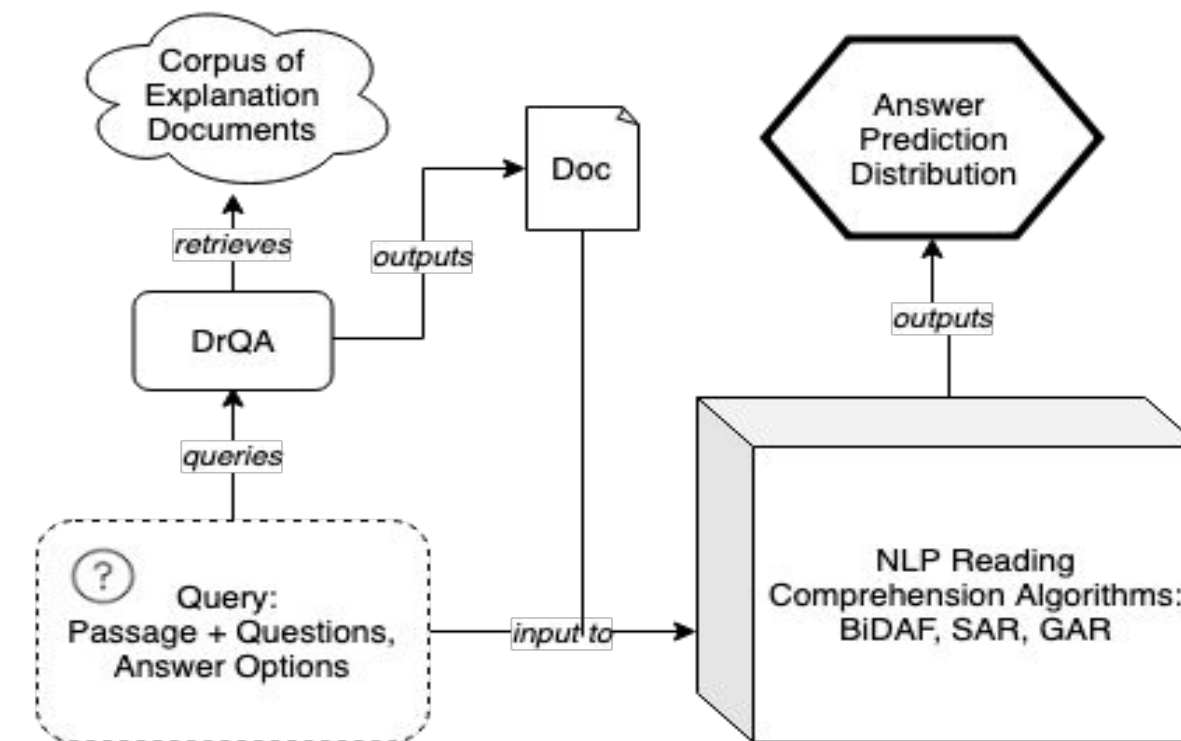 Corpus of
Explanation
Documents
Answer
Prediction
Distribution
Doc
retrieves
outputs
outputs
DrQA
queries
?
Query:
Passage + Questions,
Answer Options
input to
NLP Reading
Comprehension Algorithms:
BiDAF, SAR, GAR